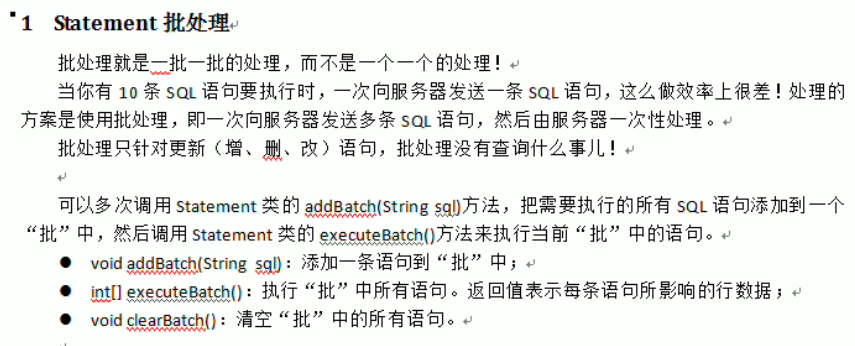 1 Statement 批处理
批处理就是一批一批的处理，而不是一个一个的处理！
当你有 10 条 SQL 语句要执行时，一次向服务器发送一条 SQL 语句，这么做效率上很差！处理的
方案是使用批处理，即一次向服务器发送多条 SQL 语句，然后由服务器一次性处理。
批处理只针对更新（增、删、改）语句，批处理没有查询什么事儿！
可以多次调用 Statement 类的 addBatch(String sql)方法，把需要执行的所有 SQL 语句添加到一个
“批”中，然后调用 Statement 类的 executeBatch()方法来执行当前“批”中的语句。
● void addBatch(String sql)：添加一条语句到“批”中；
● int[] executeBatch()：执行“批”中所有语句。返回值表示每条语句所影响的行数据；
● void clearBatch()：清空“批”中的所有语句。